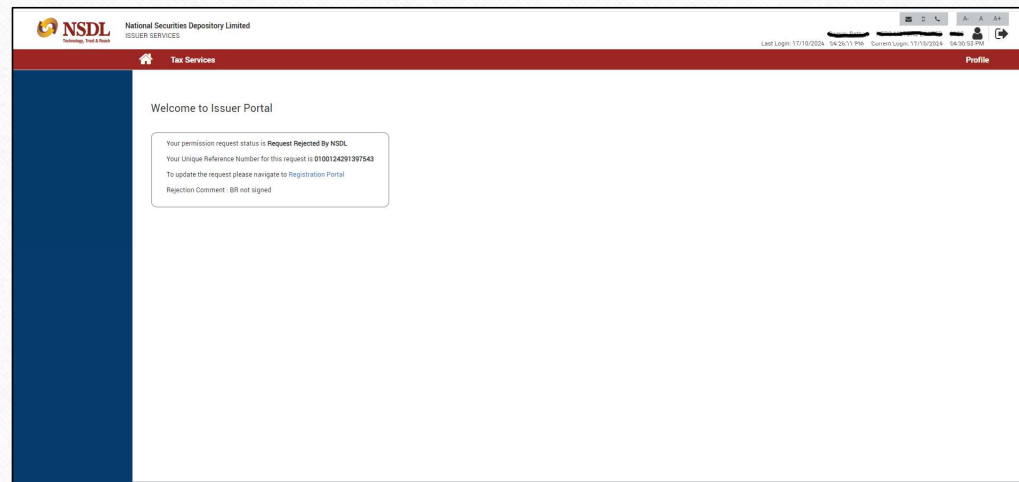 NSDL
Technology, Trust & Reach
National Securities Depository Limited
ISSUER SERVICES
A- A A+
Last Login: 17/10/2024 04:26:11 PM Current Login: 17/10/2024 04:30:53 PM
Tax Services
Profile
Welcome to Issuer Portal
Your permission request status is Request Rejected By NSDL
Your Unique Reference Number for this request is 0100124291397543
To update the request please navigate to Registration Portal
Rejection Comment - BR not signed